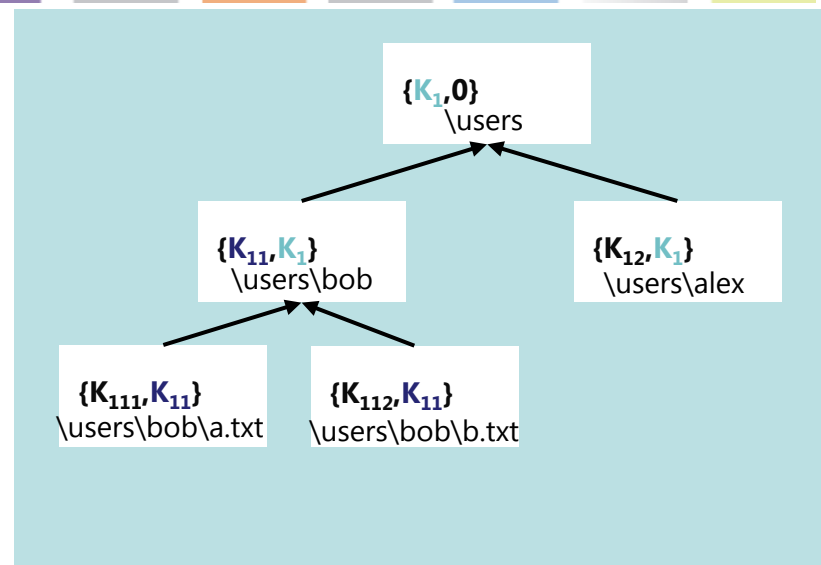 {K₁,0}
\users
{K₁₁,K₁}
\users\bob
{K₁₂,K₁}
\users\alex
{K₁₁₁,K₁₁}
\users\bob\a.txt
{K₁₁₂,K₁₁}
\users\bob\b.txt